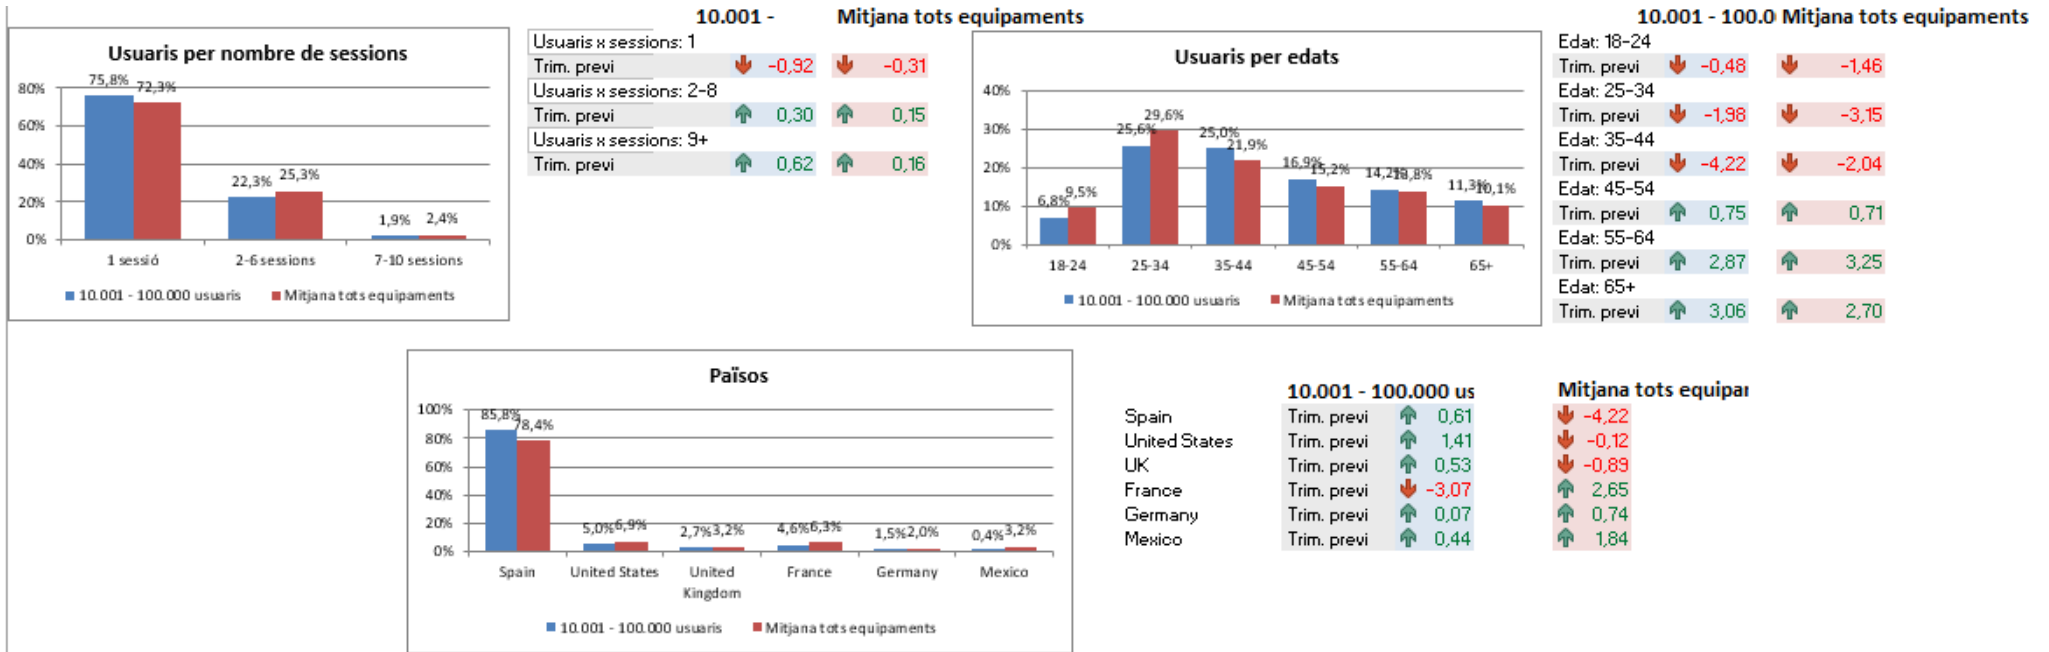 10.001 -
Mitjana tots equipaments
Usuaris per nombre de sessions
80%
60%
40%
20%
0%
75,8%
72,3%
22,3%
25,3%
1,9%
2,4%
1 sessió
2-6 sessions
7-10 sessions
10.001 - 100.000 usuaris
Mitjana tots equipaments
Usuaris x sessions: 1
Trim. previ -0,92 -0,31
Usuaris x sessions: 2-8
Trim. previ 0,30 0,15
Usuaris x sessions: 9+
Trim. previ 0,62 0,16
Usuaris per edats
40%
30%
20%
10%
0%
6,8%
9,5%
25,6%
29,6%
25,0%
21,9%
16,9%
15,2%
14,2%
13,8%
11,3%
10,1%
18-24
25-34
35-44
45-54
55-64
65+
10.001 - 100.000 usuaris
Mitjana tots equipaments
10.001 - 100.0
Mitjana tots equipaments
Edat: 18-24
Trim. previ -0,48 -1,46
Edat: 25-34
Trim. previ -1,98 -3,15
Edat: 35-44
Trim. previ -4,22 -2,04
Edat: 45-54
Trim. previ 0,75 0,71
Edat: 55-64
Trim. previ 2,87 3,25
Edat: 65+
Trim. previ 3,06 2,70
Països
100%
80%
60%
40%
20%
0%
85,8%
78,4%
5,0%
6,9%
2,7%
3,2%
4,6%
6,3%
1,5%
2,0%
0,4%
3,2%
Spain
United States
United
Kingdom
France
Germany
Mexico
10.001 - 100.000 usuaris
Mitjana tots equipaments
10.001 - 100.000 us
Mitjana tots equipar
Spain Trim. previ 0,61 -4,22
United States Trim. previ 1,41 -0,12
UK Trim. previ 0,53 -0,89
France Trim. previ -3,07 2,65
Germany Trim. previ 0,07 0,74
Mexico Trim. previ 0,44 1,84